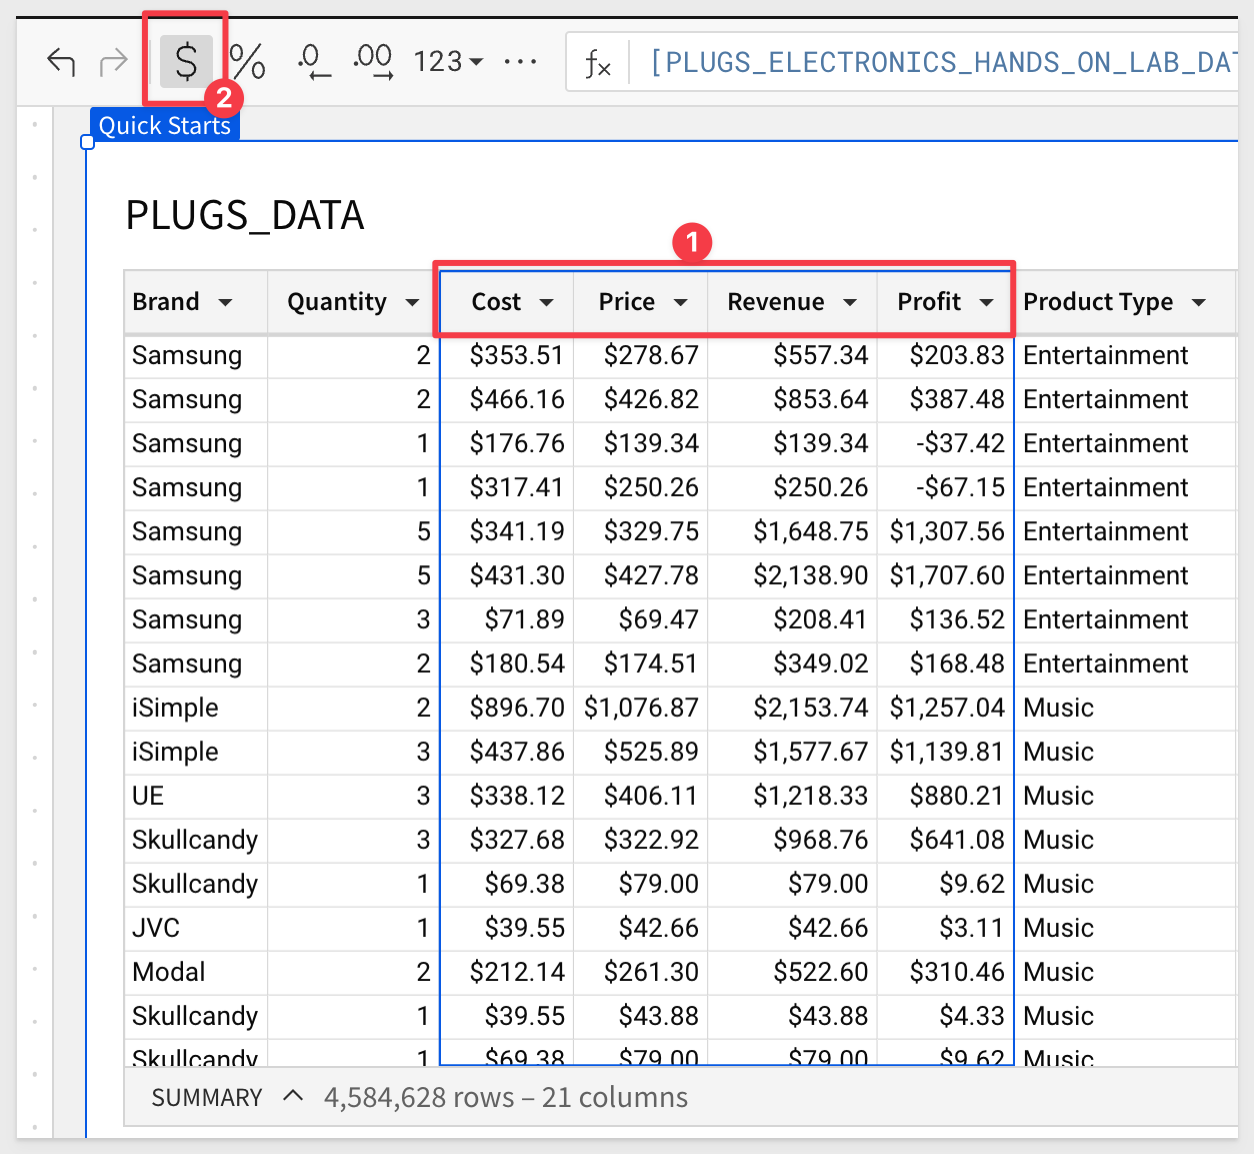 $ % .0 .00 123 ... fx [PLUGS_ELECTRONICS_HANDS_ON_LAB_DAT
2
Quick Starts
PLUGS_DATA
1
Brand Quantity Cost Price Revenue Profit Product Type
Samsung 2 $353.51 $278.67 $557.34 $203.83 Entertainment
Samsung 2 $466.16 $426.82 $853.64 $387.48 Entertainment
Samsung 1 $176.76 $139.34 $139.34 -$37.42 Entertainment
Samsung 1 $317.41 $250.26 $250.26 -$67.15 Entertainment
Samsung 5 $341.19 $329.75 $1,648.75 $1,307.56 Entertainment
Samsung 5 $431.30 $427.78 $2,138.90 $1,707.60 Entertainment
Samsung 3 $71.89 $69.47 $208.41 $136.52 Entertainment
Samsung 2 $180.54 $174.51 $349.02 $168.48 Entertainment
iSimple 2 $896.70 $1,076.87 $2,153.74 $1,257.04 Music
iSimple 3 $437.86 $525.89 $1,577.67 $1,139.81 Music
UE 3 $338.12 $406.11 $1,218.33 $880.21 Music
Skullcandy 3 $327.68 $322.92 $968.76 $641.08 Music
Skullcandy 1 $69.38 $79.00 $79.00 $9.62 Music
JVC 1 $39.55 $42.66 $42.66 $3.11 Music
Modal 2 $212.14 $261.30 $522.60 $310.46 Music
Skullcandy 1 $39.55 $43.88 $43.88 $4.33 Music
Skullcandy 1 $69.38 $79.00 $79.00 $9.62 Music
SUMMARY 4,584,628 rows – 21 columns